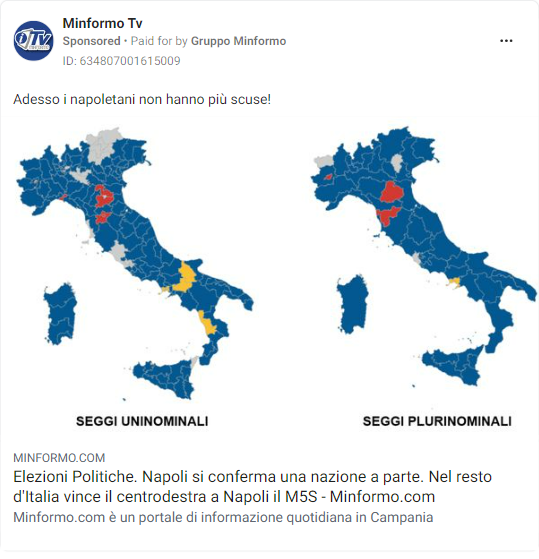 Minformo Tv
Sponsored • Paid for by Gruppo Minformo
ID: 634807001615009
Adesso i napoletani non hanno più scuse!
SEGGI UNINOMINALI
SEGGI PLURINOMINALI
MINFORMO.COM
Elezioni Politiche. Napoli si conferma una nazione a parte. Nel resto
d'Italia vince il centrodestra a Napoli il M5S - Minformo.com
Minformo.com è un portale di informazione quotidiana in Campania